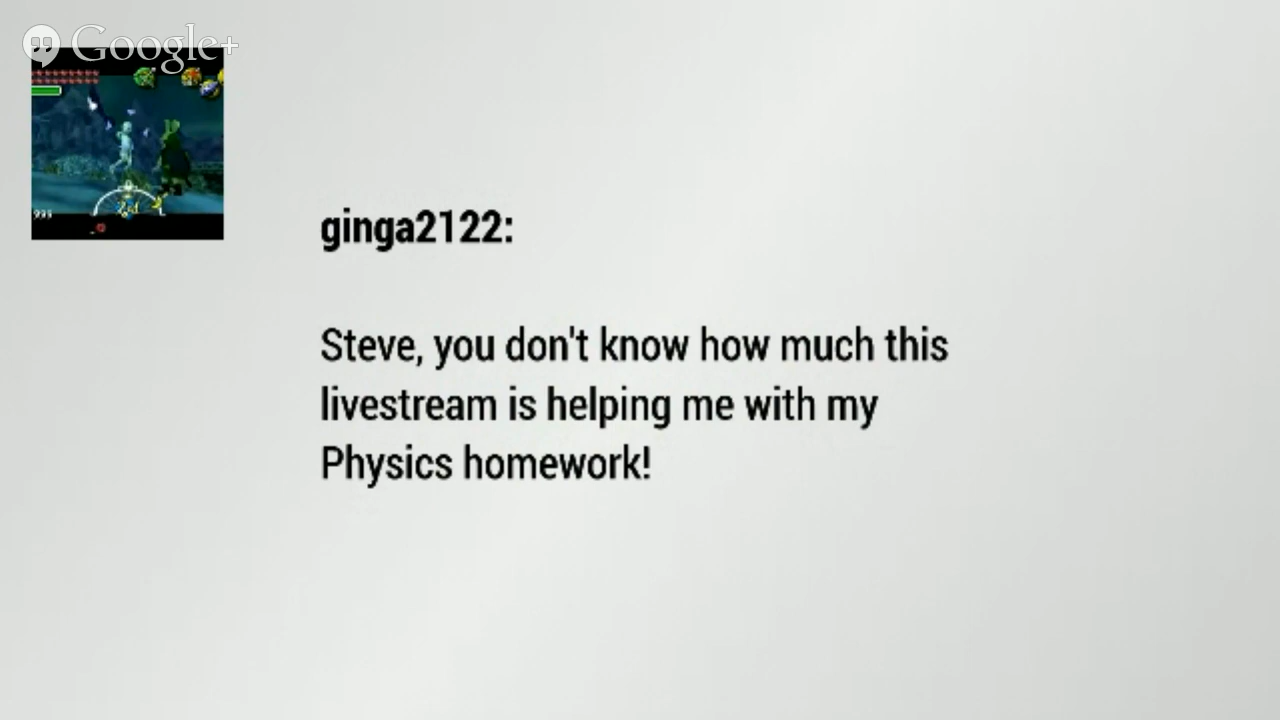 Google+
ginga2122:
Steve, you don't know how much this
livestream is helping me with my
Physics homework!